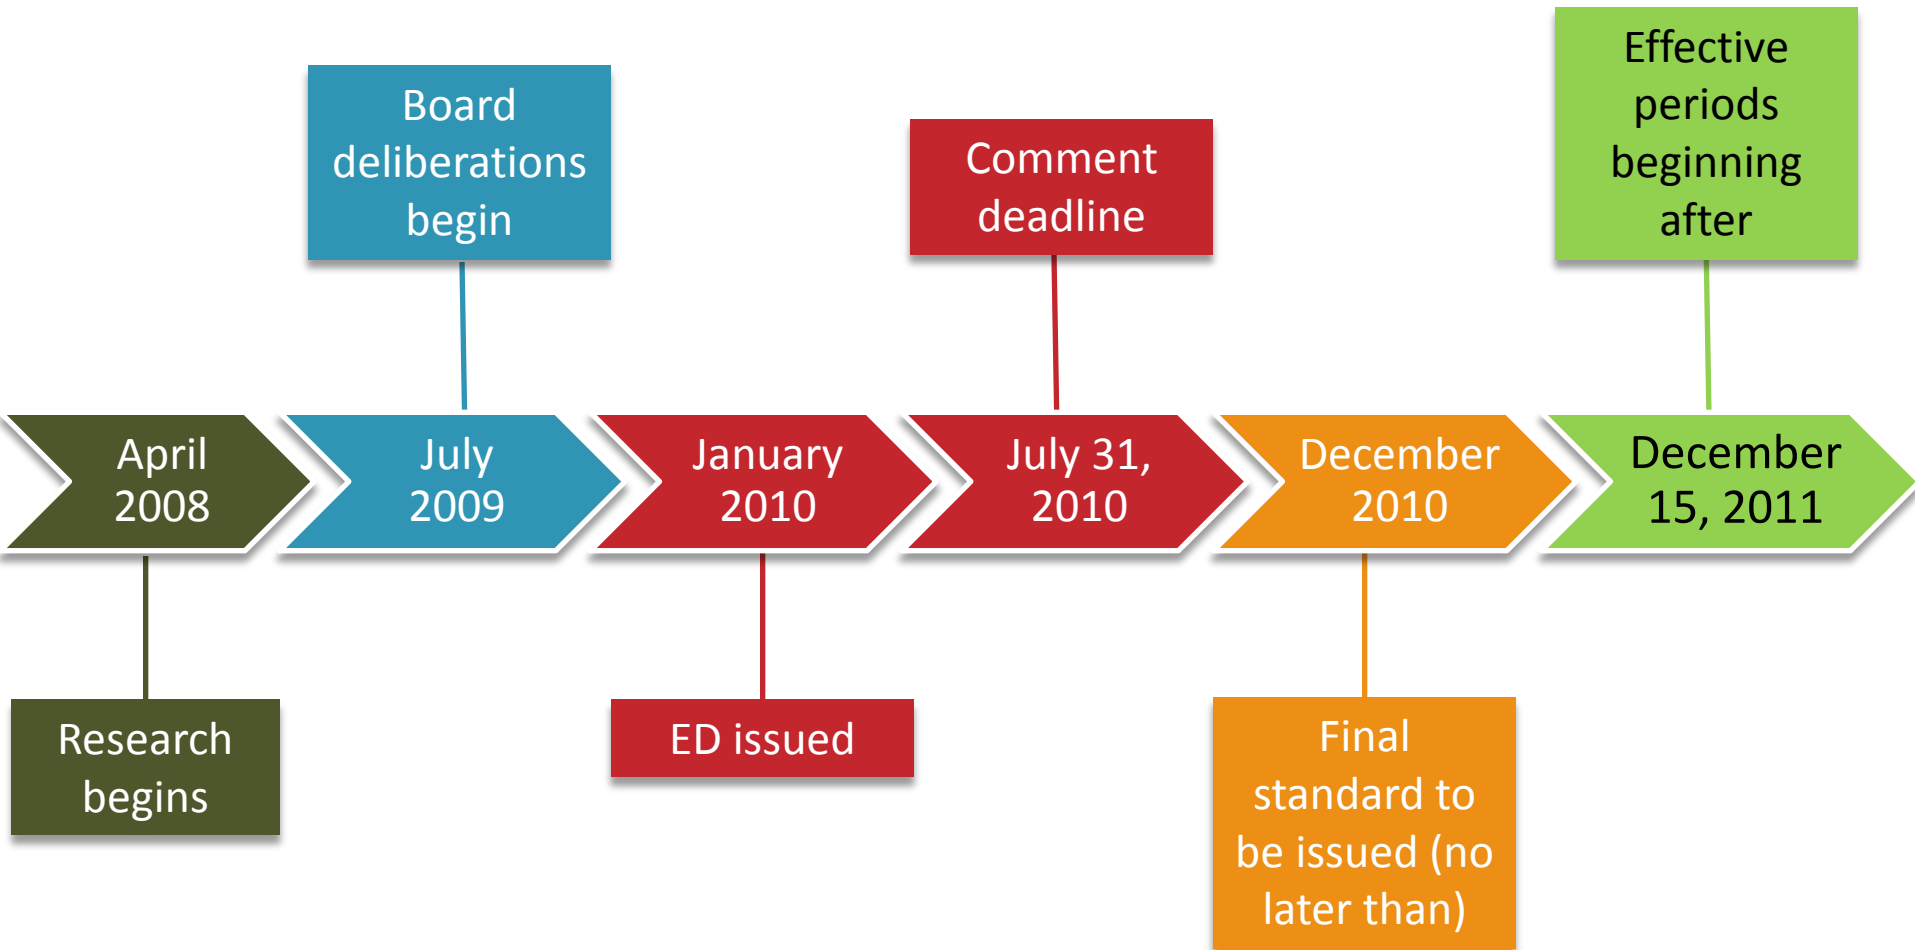 Board
deliberations
begin
Comment
deadline
Effective
periods
beginning
after
April
2008
July
2009
January
2010
July 31,
2010
December
2010
December
15, 2011
Research
begins
ED issued
Final
standard to
be issued (no
later than)